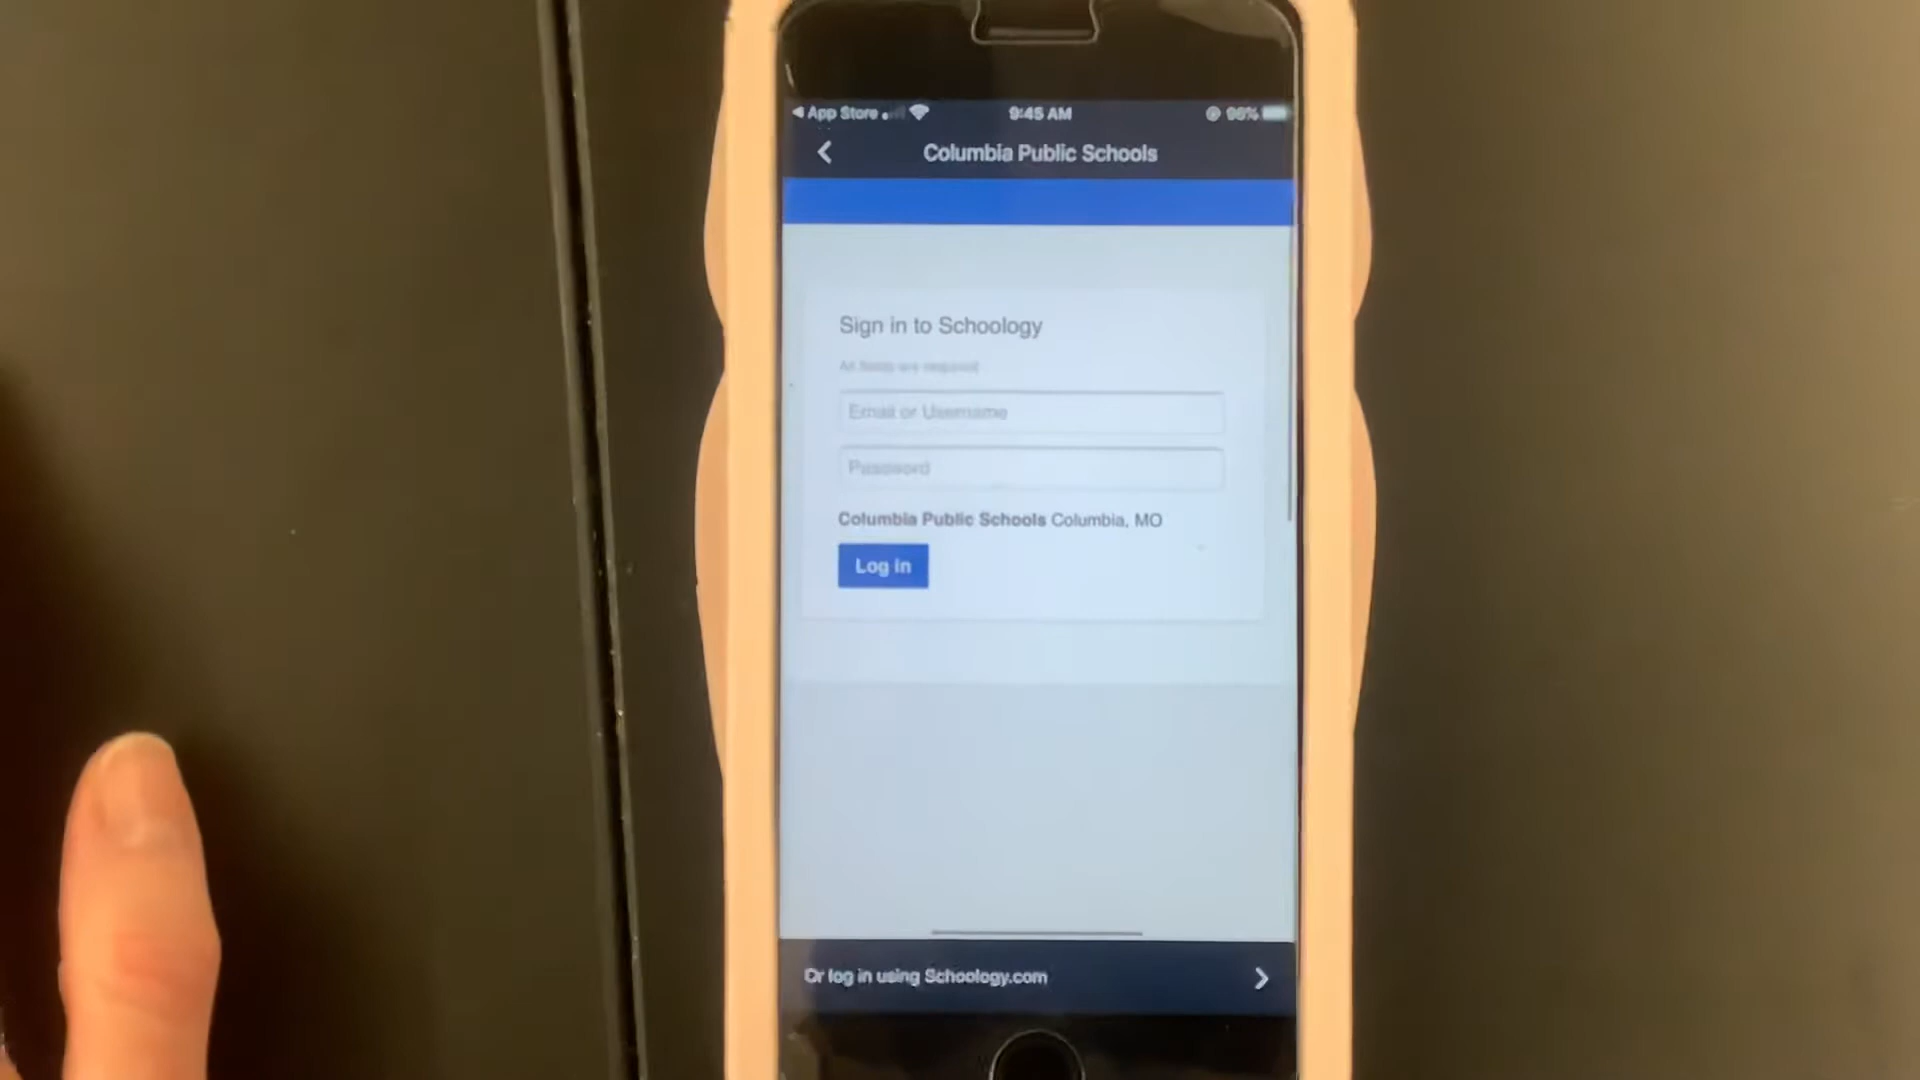 App Store
9:45 AM
96%
Columbia Public Schools
Sign in to Schoology
All fields are required
Email or Username
Password
Columbia Public Schools Columbia, MO
Log in
Or log in using Schoology.com